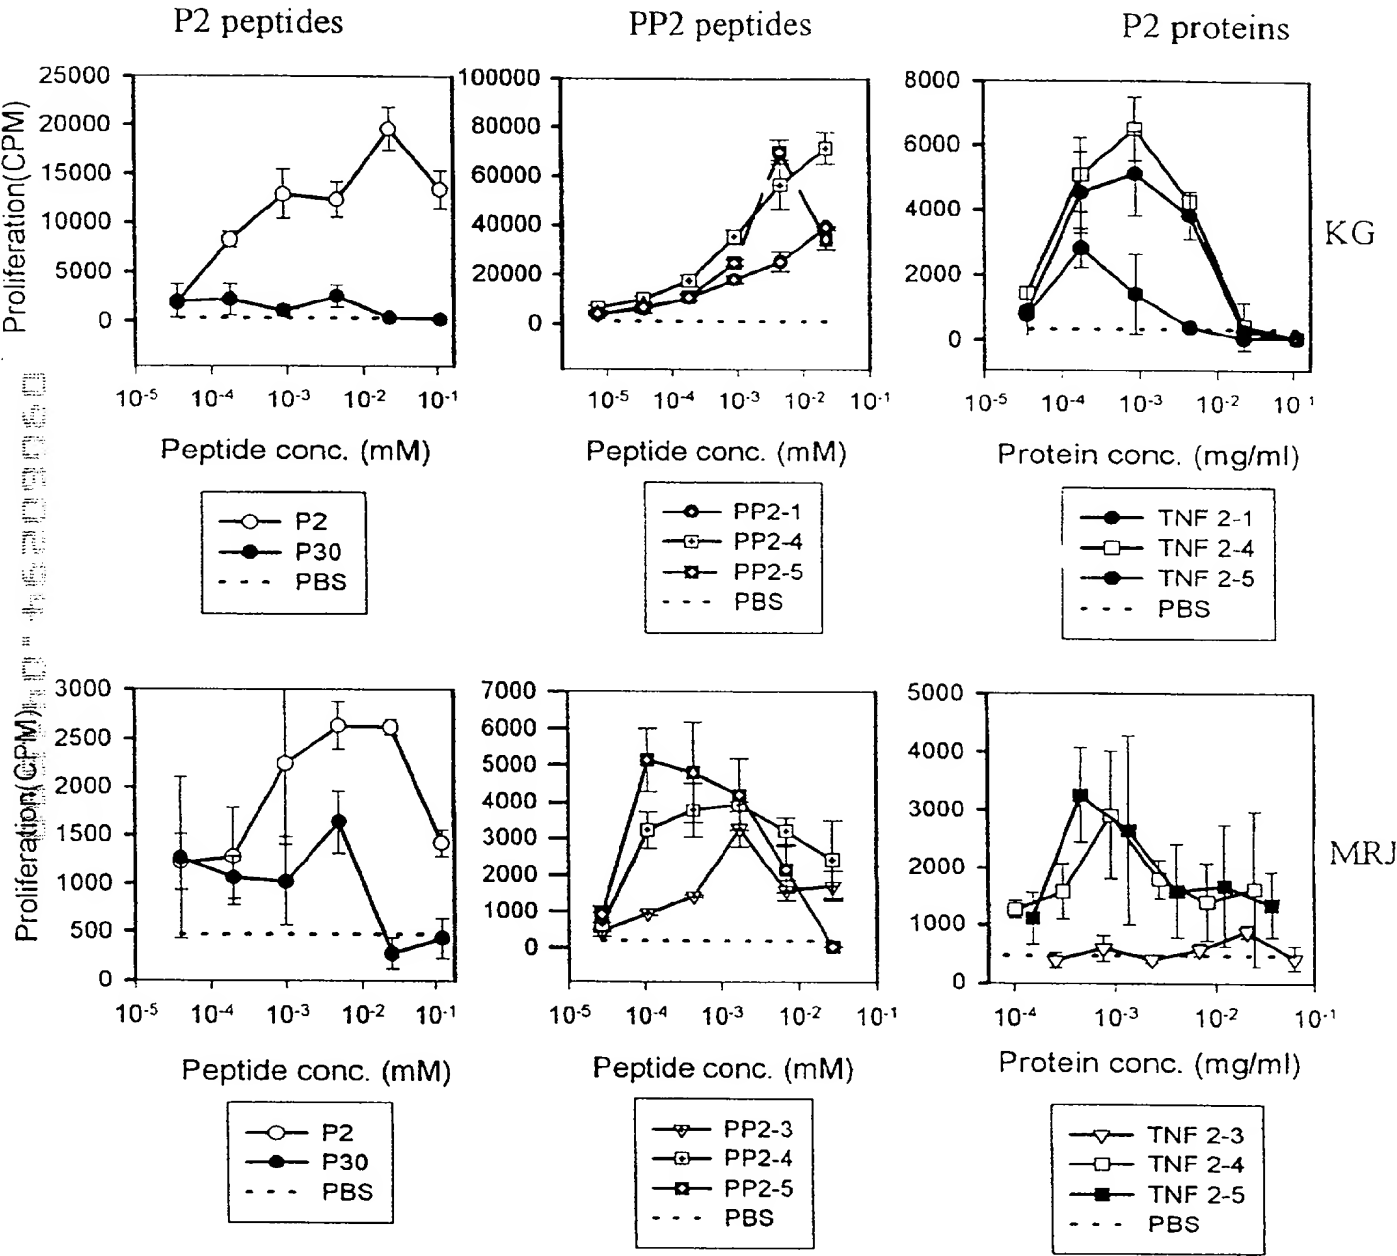 P2 peptides
PP2 peptides
P2 proteins
Proliferation(CPM)
25000
20000
15000
10000
5000
0
10-5
10-4
10-3
10-2
10-1
Peptide conc. (mM)
P2
P30
PBS
100000
80000
60000
40000
20000
0
10-5
10-4
10-3
10-2
10-1
Peptide conc. (mM)
PP2-1
PP2-4
PP2-5
PBS
8000
6000
4000
2000
0
10-5
10-4
10-3
10-2
10 1
Protein conc. (mg/ml)
TNF 2-1
TNF 2-4
TNF 2-5
PBS
KG
Proliferation(CPM)
3000
2500
2000
1500
1000
500
0
10-5
10-4
10-3
10-2
10-1
Peptide conc. (mM)
P2
P30
PBS
7000
6000
5000
4000
3000
2000
1000
0
10-5
10-4
10-3
10-2
10-1
Peptide conc. (mM)
PP2-3
PP2-4
PP2-5
PBS
5000
4000
3000
2000
1000
0
10-4
10-3
10-2
10-1
Protein conc. (mg/ml)
TNF 2-3
TNF 2-4
TNF 2-5
PBS
MRJ